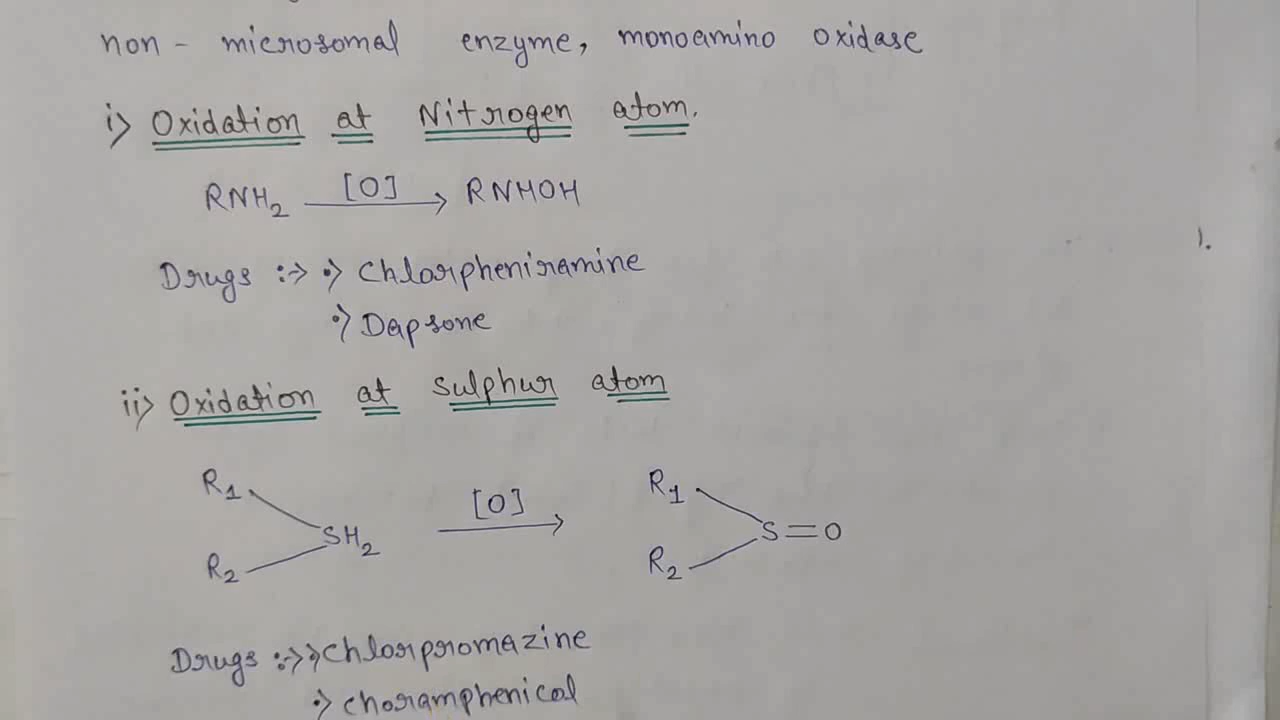 non - microsomal enzyme, monoamino oxidase
i> Oxidation at Nitrogen atom.
RNH2 [O] → RNHOH
1.
Drugs :-> •> Chlorpheniramine
•> Dapsone
ii> Oxidation at Sulphur atom
R1 R2 SH2 [O] → R1 R2 S=O
Drugs :-> •> Chlorpromazine
•> choramphenical